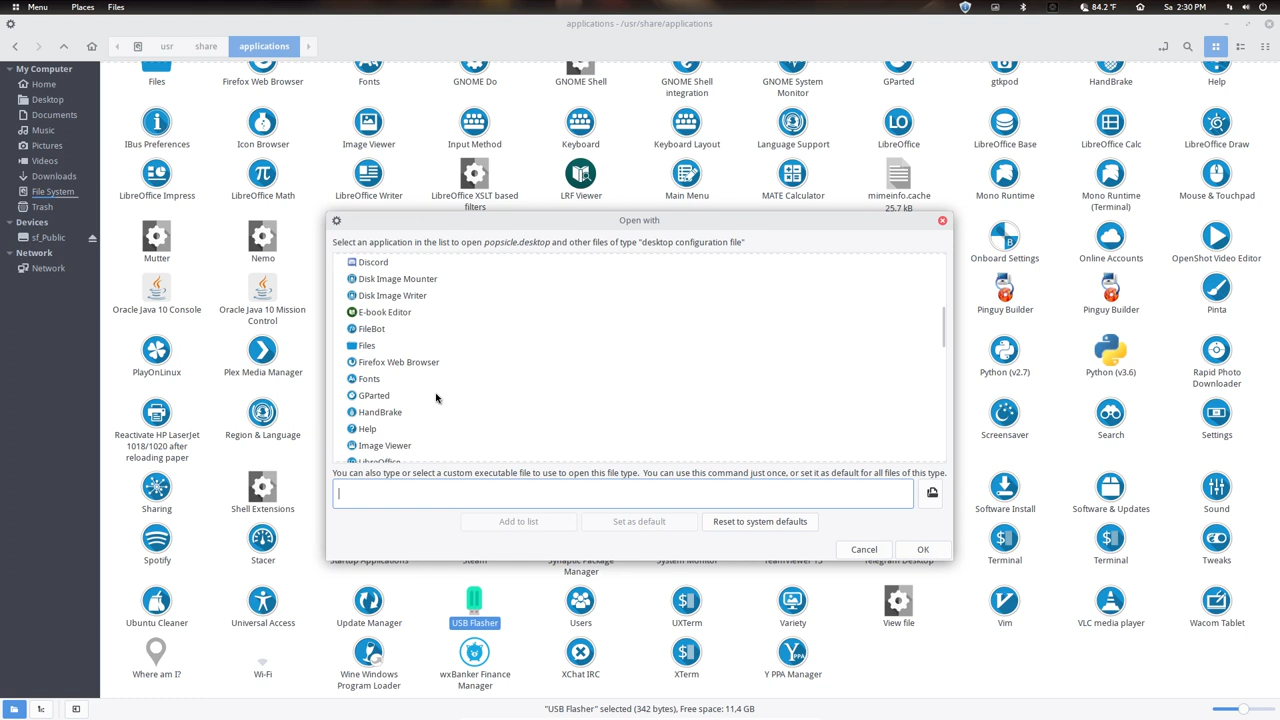 Menu Places Files 84.2 °F Sa 2:30 PM
applications - /usr/share/applications
usr share applications
My Computer
Home
Desktop
Documents
Music
Pictures
Videos
Downloads
File System
Trash
Devices
sf_Public
Network
Network
Files Firefox Web Browser Fonts GNOME Do GNOME Shell GNOME Shell integration GNOME System Monitor GParted gtkpod HandBrake Help
IBus Preferences Icon Browser Image Viewer Input Method Keyboard Keyboard Layout Language Support LibreOffice LibreOffice Base LibreOffice Calc LibreOffice Draw
LibreOffice Impress LibreOffice Math LibreOffice Writer LibreOffice XSLT based filters LRF Viewer Main Menu MATE Calculator mimeinfo.cache 25.7 kB Mono Runtime Mono Runtime (Terminal) Mouse & Touchpad
Mutter Nemo Onboard Settings Online Accounts OpenShot Video Editor
Oracle Java 10 Console Oracle Java 10 Mission Control Pinguy Builder Pinguy Builder Pinta
PlayOnLinux Plex Media Manager Python (v2.7) Python (v3.6) Rapid Photo Downloader
Reactivate HP LaserJet 1018/1020 after reloading paper Region & Language Screensaver Search Settings
Sharing Shell Extensions Software Install Software & Updates Sound
Spotify Stacer Startup Applications Steam Synaptic Package Manager System Monitor TeamViewer 13 Telegram Desktop Terminal Terminal Tweaks
Ubuntu Cleaner Universal Access Update Manager USB Flasher Users UXTerm Variety View file Vim VLC media player Wacom Tablet
Where am I? Wi-Fi Wine Windows Program Loader wxBanker Finance Manager XChat IRC XTerm Y PPA Manager
Open with
Select an application in the list to open popsicle.desktop and other files of type "desktop configuration file"
Discord
Disk Image Mounter
Disk Image Writer
E-book Editor
FileBot
Files
Firefox Web Browser
Fonts
GParted
HandBrake
Help
Image Viewer
LibreOffice
You can also type or select a custom executable file to use to open this file type. You can use this command just once, or set it as default for all files of this type.
Add to list Set as default Reset to system defaults
Cancel OK
"USB Flasher" selected (342 bytes), Free space: 11,4 GB